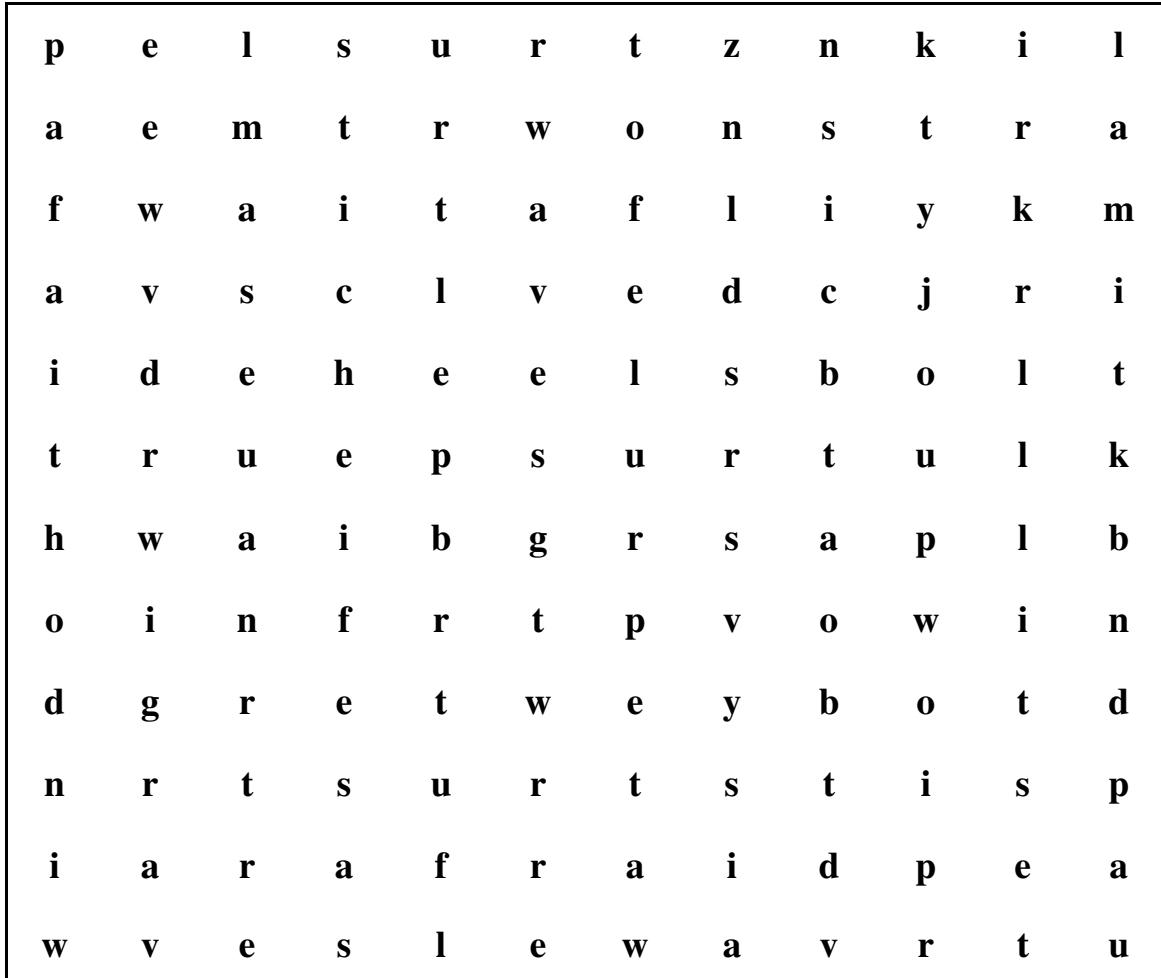 p e l s u r t z n k i l
a e m t r w o n s t r a
f w a i t a f l i y k m
a v s c l v e d c j r i
i d e h e e l s b o l t
t r u e p s u r t u l k
h w a i b g r s a p l b
o i n f r t p v o w i n
d g r e t w e y b o t d
n r t s u r t s t i s p
i a r a f r a i d p e a
w v e s l e w a v r t u